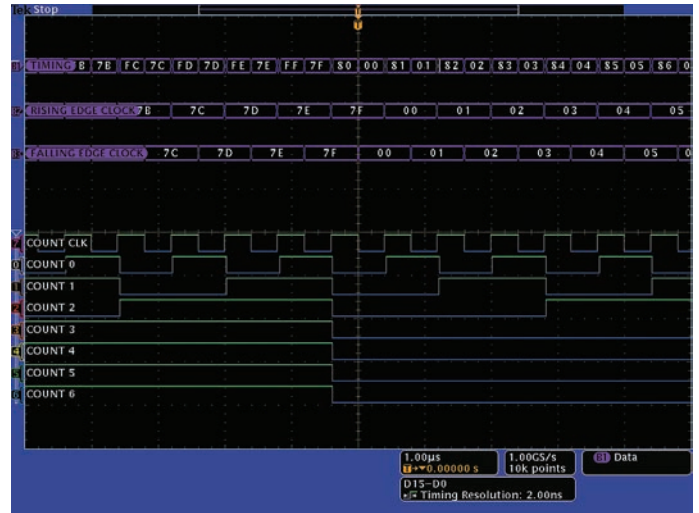 Tek Stop
TIMING B 7B FC 7C FD 7D FE 7E FF 7F 80 00 81 01 82 02 83 03 84 04 85 05 86 0
RISING EDGE CLOCK 7B 7C 7D 7E 7F 00 01 02 03 04 05
FALLING EDGE CLOCK 7C 7D 7E 7F 00 01 02 03 04 05 0
COUNT CLK
COUNT 0
COUNT 1
COUNT 2
COUNT 3
COUNT 4
COUNT 5
COUNT 6
1.00µs
T→▼0.00000 s
1.00GS/s
10k points
B1 Data
D15-D0
Timing Resolution: 2.00ns